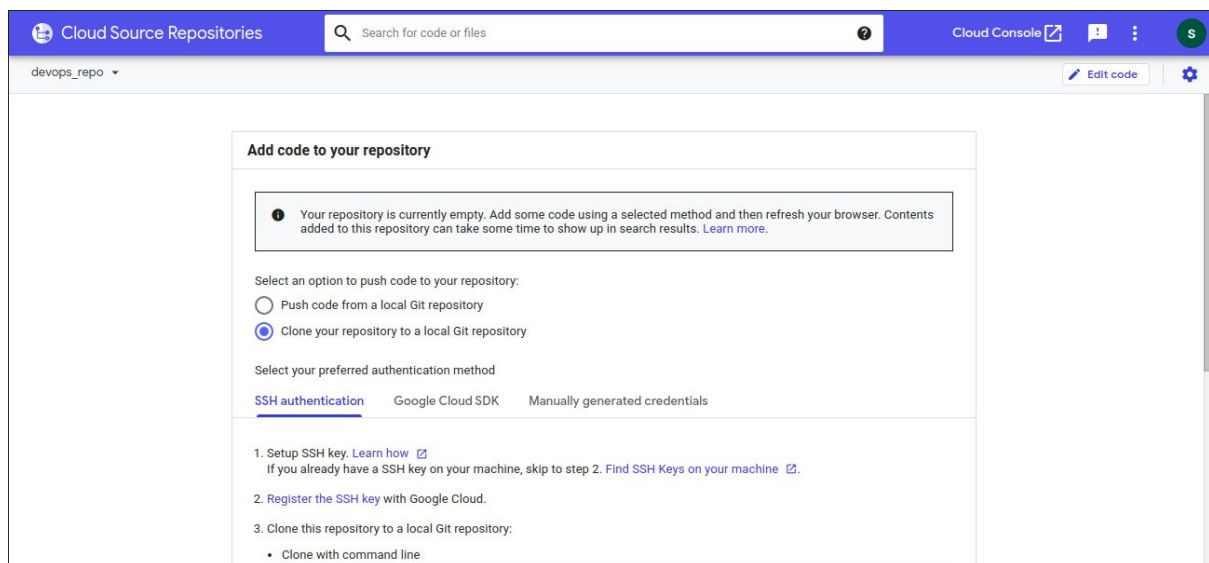 Cloud Source Repositories
Search for code or files
Cloud Console
S
devops_repo
Edit code
Add code to your repository
Your repository is currently empty. Add some code using a selected method and then refresh your browser. Contents
added to this repository can take some time to show up in search results. Learn more.
Select an option to push code to your repository:
Push code from a local Git repository
Clone your repository to a local Git repository
Select your preferred authentication method
SSH authentication Google Cloud SDK Manually generated credentials
1. Setup SSH key. Learn how
If you already have a SSH key on your machine, skip to step 2. Find SSH Keys on your machine.
2. Register the SSH key with Google Cloud.
3. Clone this repository to a local Git repository:
• Clone with command line